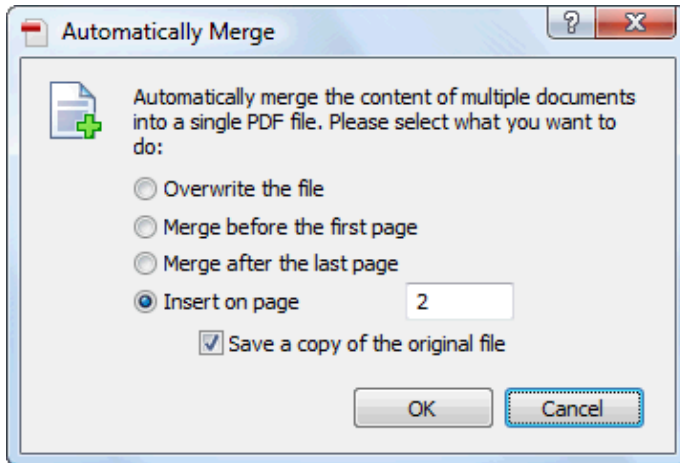 Automatically Merge
Automatically merge the content of multiple documents
into a single PDF file. Please select what you want to
do:
Overwrite the file
Merge before the first page
Merge after the last page
Insert on page 2
Save a copy of the original file
OK Cancel